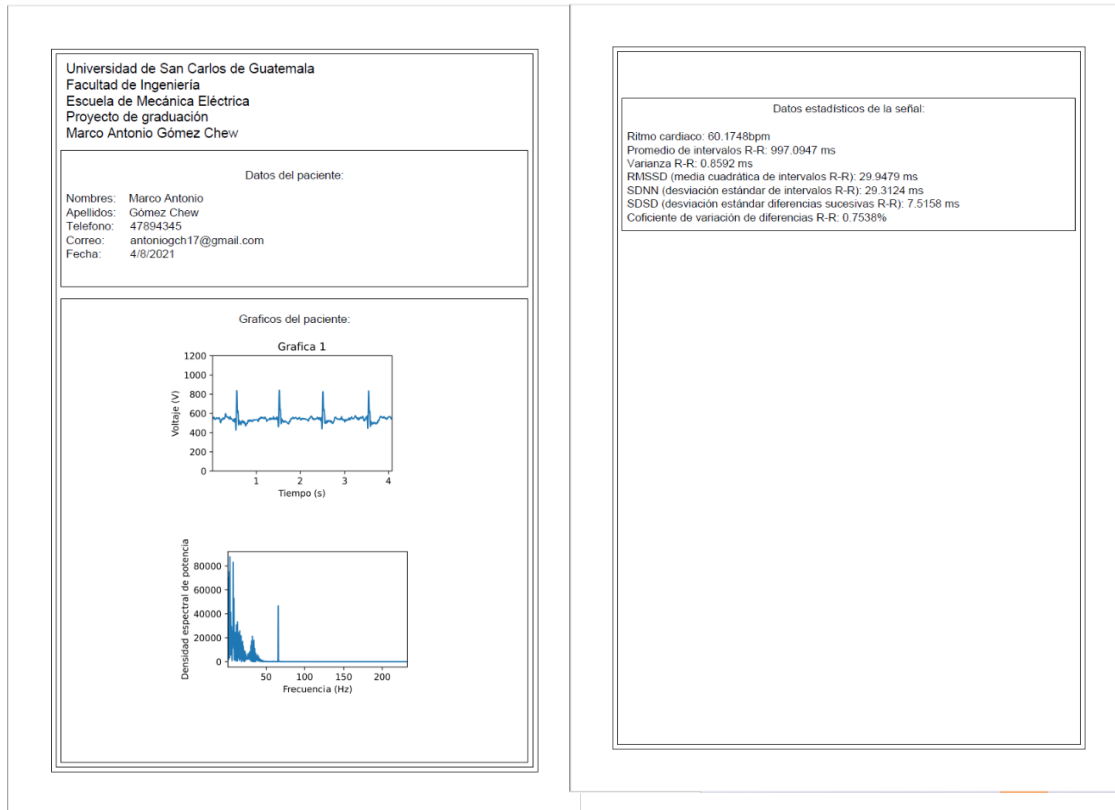 Universidad de San Carlos de Guatemala
Facultad de Ingeniería
Escuela de Mecánica Eléctrica
Proyecto de graduación
Marco Antonio Gómez Chew
Datos del paciente:
Nombres: Marco Antonio
Apellidos: Gómez Chew
Telefono: 47894345
Correo: antoniogch17@gmail.com
Fecha: 4/8/2021
Graficos del paciente:
Grafica 1
1200
1000
800
600
400
200
0
Voltaje (V)
1 2 3 4
Tiempo (s)
80000
60000
40000
20000
0
Densidad espectral de potencia
50 100 150 200
Frecuencia (Hz)
Datos estadísticos de la señal:
Ritmo cardiaco: 60.1748bpm
Promedio de intervalos R-R: 997.0947 ms
Varianza R-R: 0.8592 ms
RMSSD (media cuadrática de intervalos R-R): 29.9479 ms
SDNN (desviación estándar de intervalos R-R): 29.3124 ms
SDSD (desviación estándar diferencias sucesivas R-R): 7.5158 ms
Coficiente de variación de diferencias R-R: 0.7538%